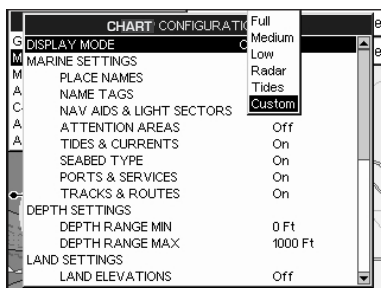 CHART CONFIGURATI
Full
Medium
Low
Radar
Tides
Custom
DISPLAY MODE
MARINE SETTINGS
PLACE NAMES
NAME TAGS
NAV AIDS & LIGHT SECTORS
ATTENTION AREAS Off
TIDES & CURRENTS On
SEABED TYPE On
PORTS & SERVICES On
TRACKS & ROUTES On
DEPTH SETTINGS
DEPTH RANGE MIN 0 Ft
DEPTH RANGE MAX 1000 Ft
LAND SETTINGS
LAND ELEVATIONS Off